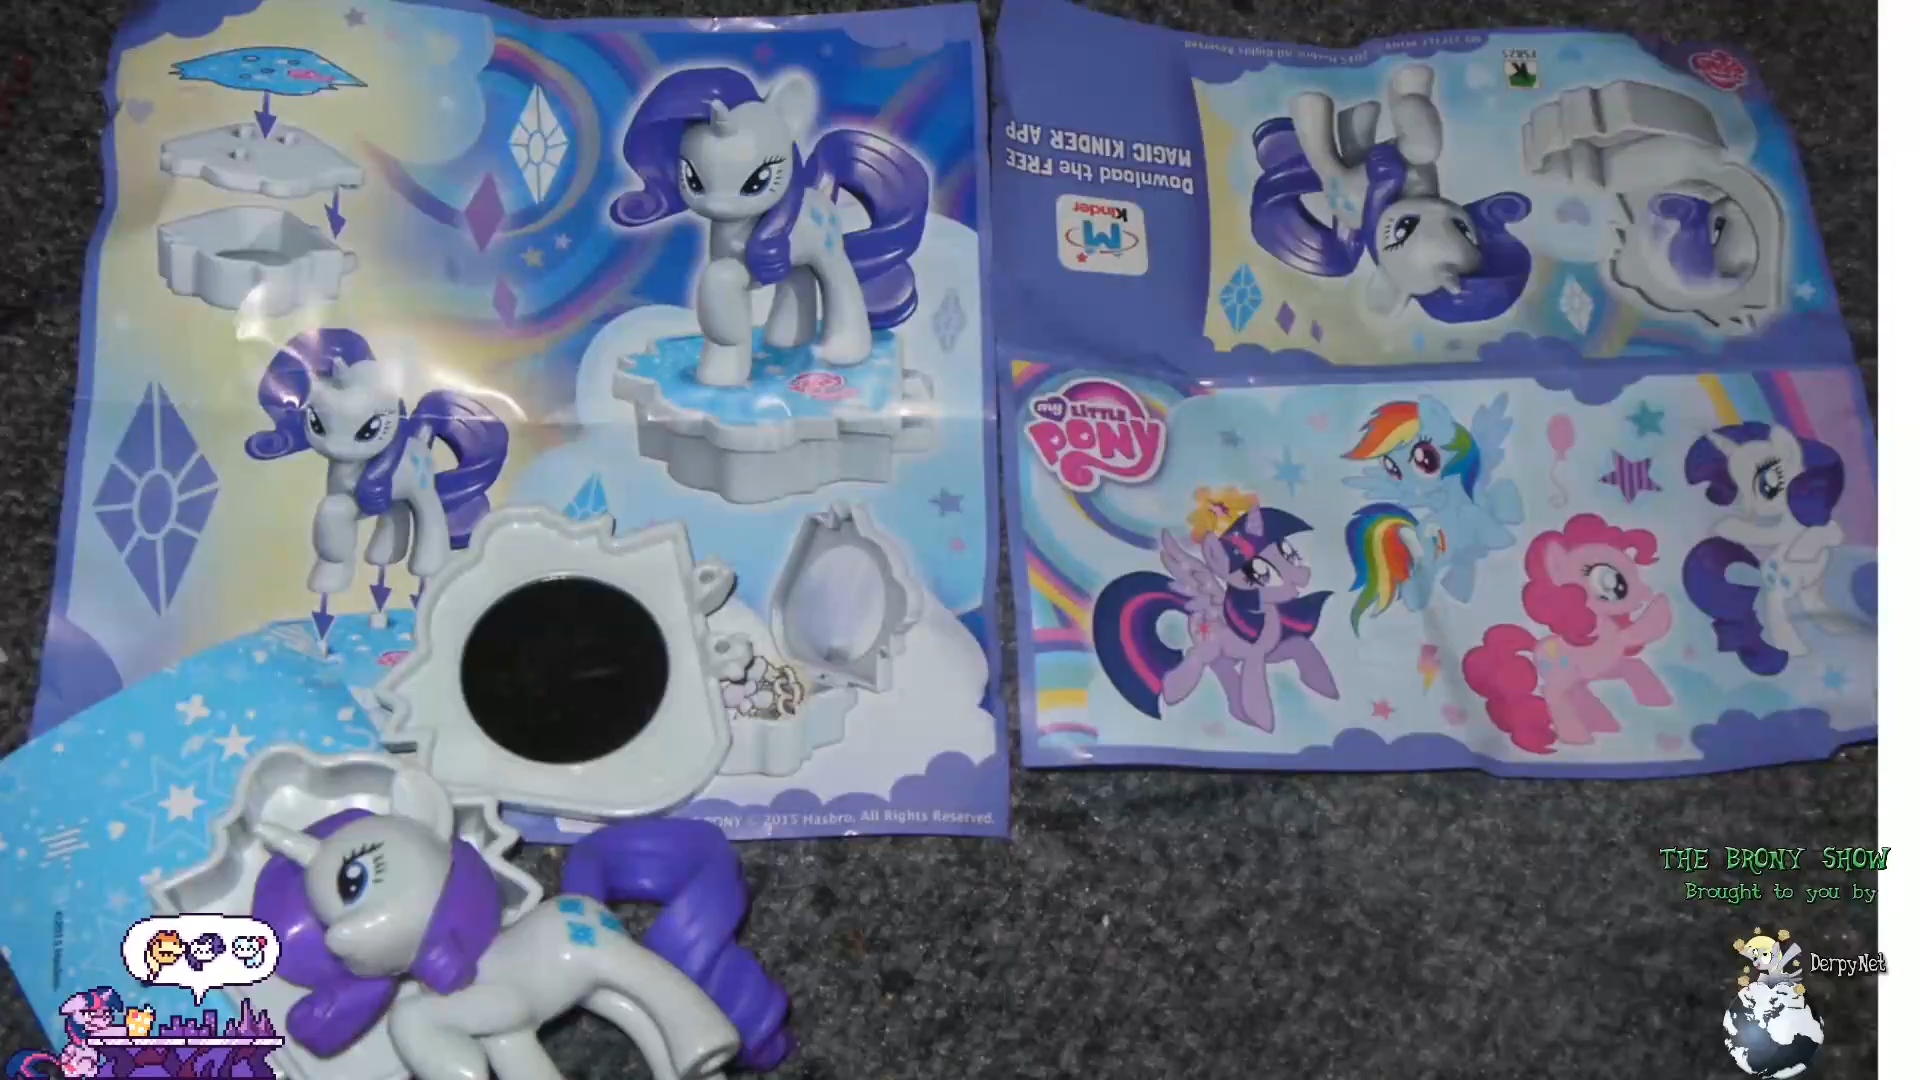 PONY © 2015 Hasbro, All Rights Reserved.
Download the FREE
MAGIC KINDER APP
Kinder
MY LITTLE PONY
THE BRONY SHOW
Brought to you by
DerpyNet